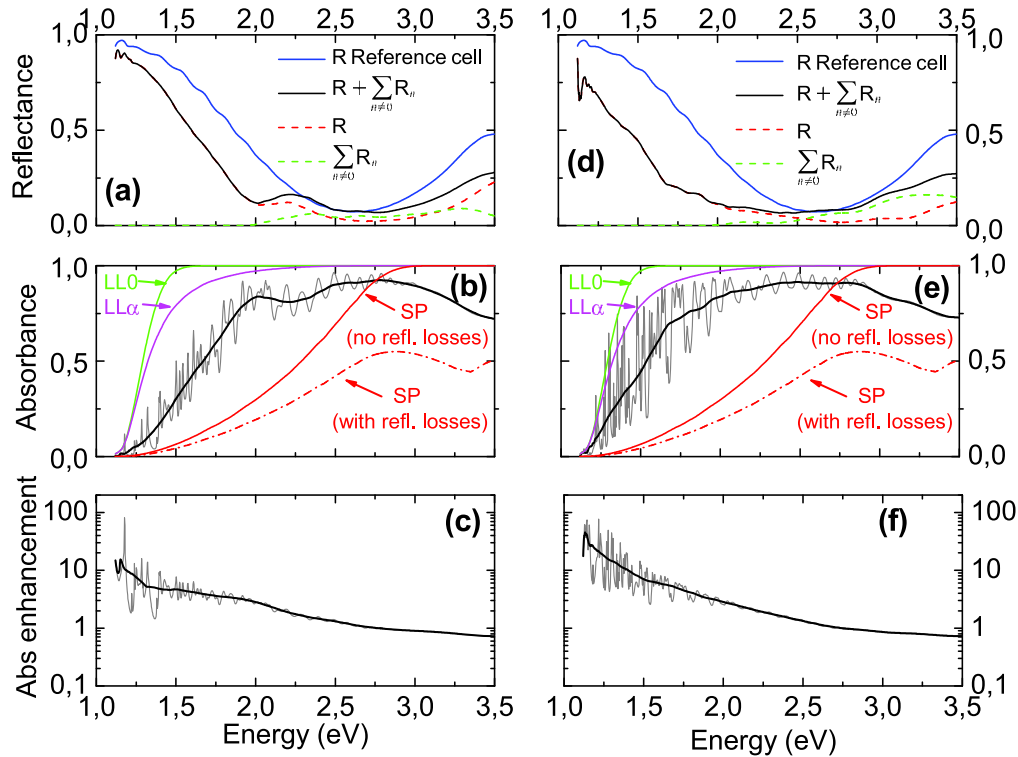 1,0 1,5 2,0 2,5 3,0 3,5
1,0 1,5 2,0 2,5 3,0 3,5
Reflectance
1,0
0,5
0,0
R Reference cell
R + ∑ Rₙ
n≠0
R
∑ Rₙ
n≠0
(a)
R Reference cell
R + ∑ Rₙ
n≠0
R
∑ Rₙ
n≠0
(d)
1,0
0,5
0,0
Absorbance
1,0
0,5
0,0
LL0
LLα
(b)
SP
(no refl. losses)
SP
(with refl. losses)
LL0
LLα
(e)
SP
(no refl. losses)
SP
(with refl. losses)
1,0
0,5
0,0
Abs enhancement
100
10
1
0,1
(c)
(f)
100
10
1
0,1
1,0 1,5 2,0 2,5 3,0 3,5
Energy (eV)
1,0 1,5 2,0 2,5 3,0 3,5
Energy (eV)